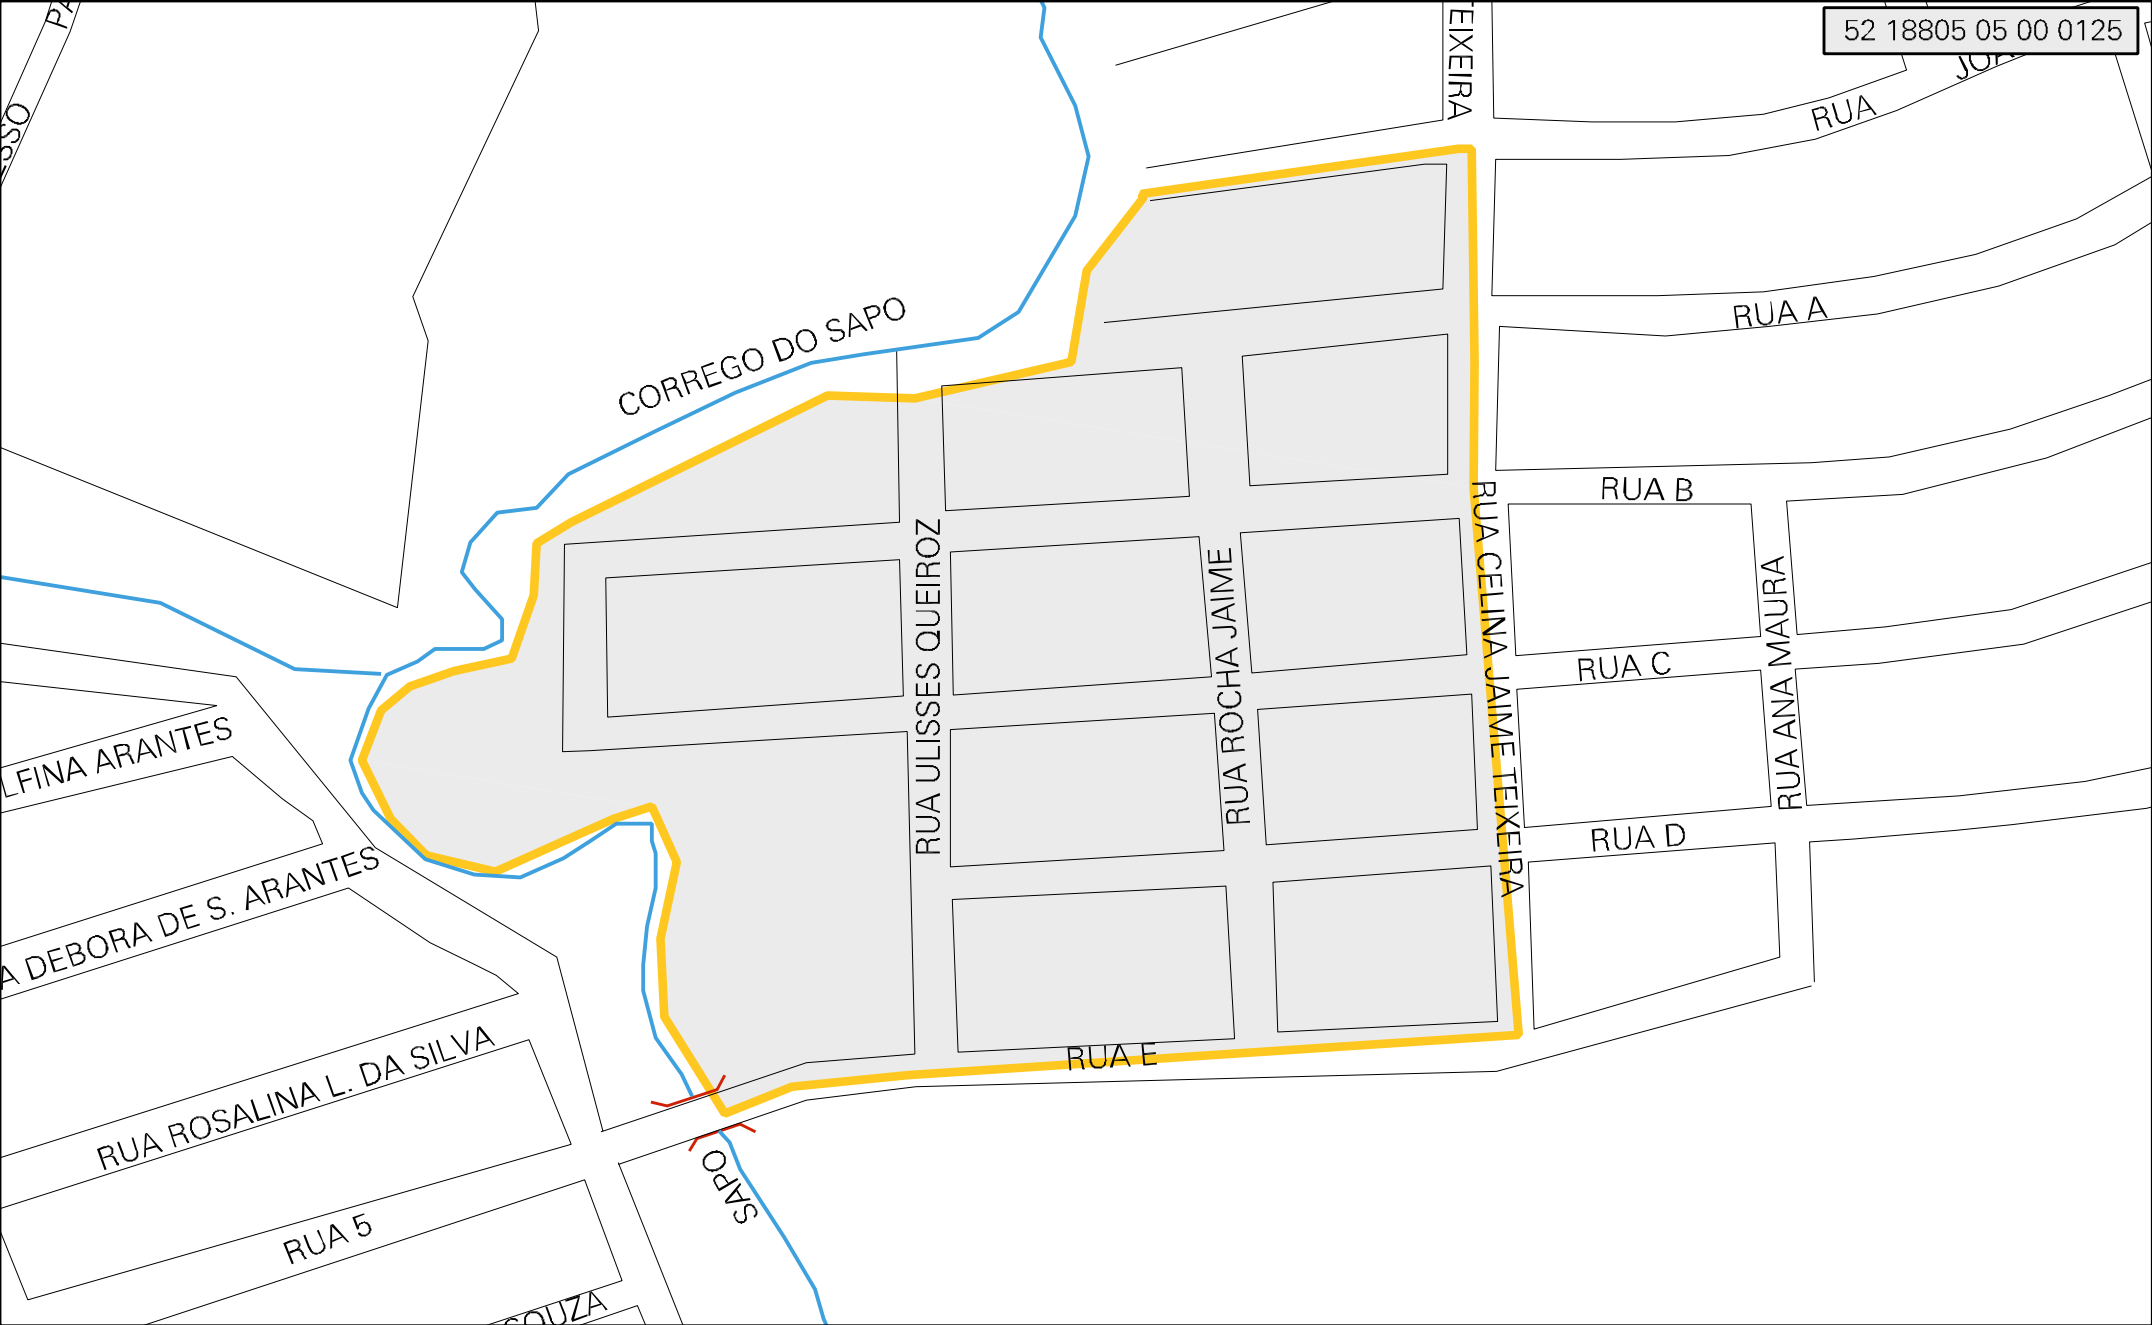 52 18805 05 00 0125
TEIXEIRA
RUA
RUA A
CORREGO DO SAPO
RUA B
RUA CELINA JAIME TEIXEIRA
RUA ULISSES QUEIROZ
RUA ROCHA JAIME
RUA ANA MAURA
RUA C
LFINA ARANTES
RUA D
A DEBORA DE S. ARANTES
RUA E
RUA ROSALINA L. DA SILVA
SAPO
RUA 5
SOUZA